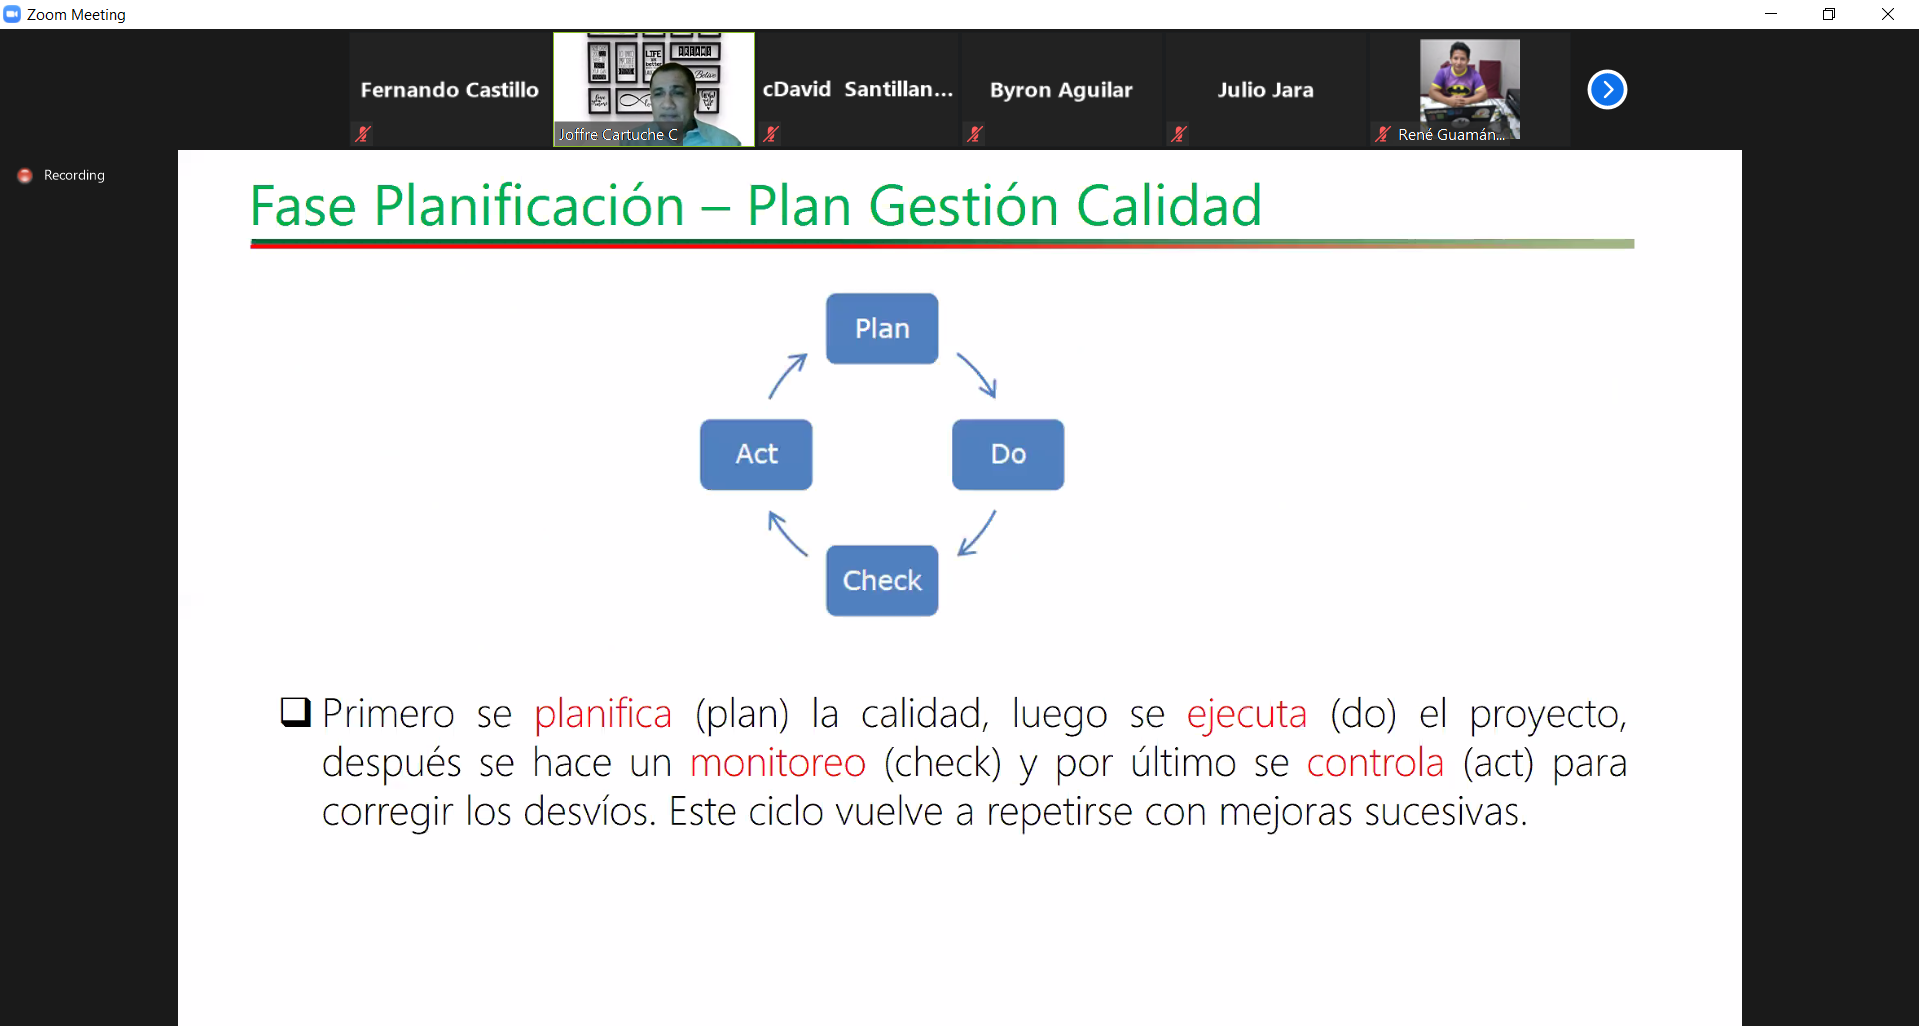 Zoom Meeting
Fernando Castillo
Joffre Cartuche C
cDavid Santillan...
Byron Aguilar
Julio Jara
René Guamán...
Recording
Fase Planificación – Plan Gestión Calidad
Plan
Act
Do
Check
Primero se planifica (plan) la calidad, luego se ejecuta (do) el proyecto,
después se hace un monitoreo (check) y por último se controla (act) para
corregir los desvíos. Este ciclo vuelve a repetirse con mejoras sucesivas.